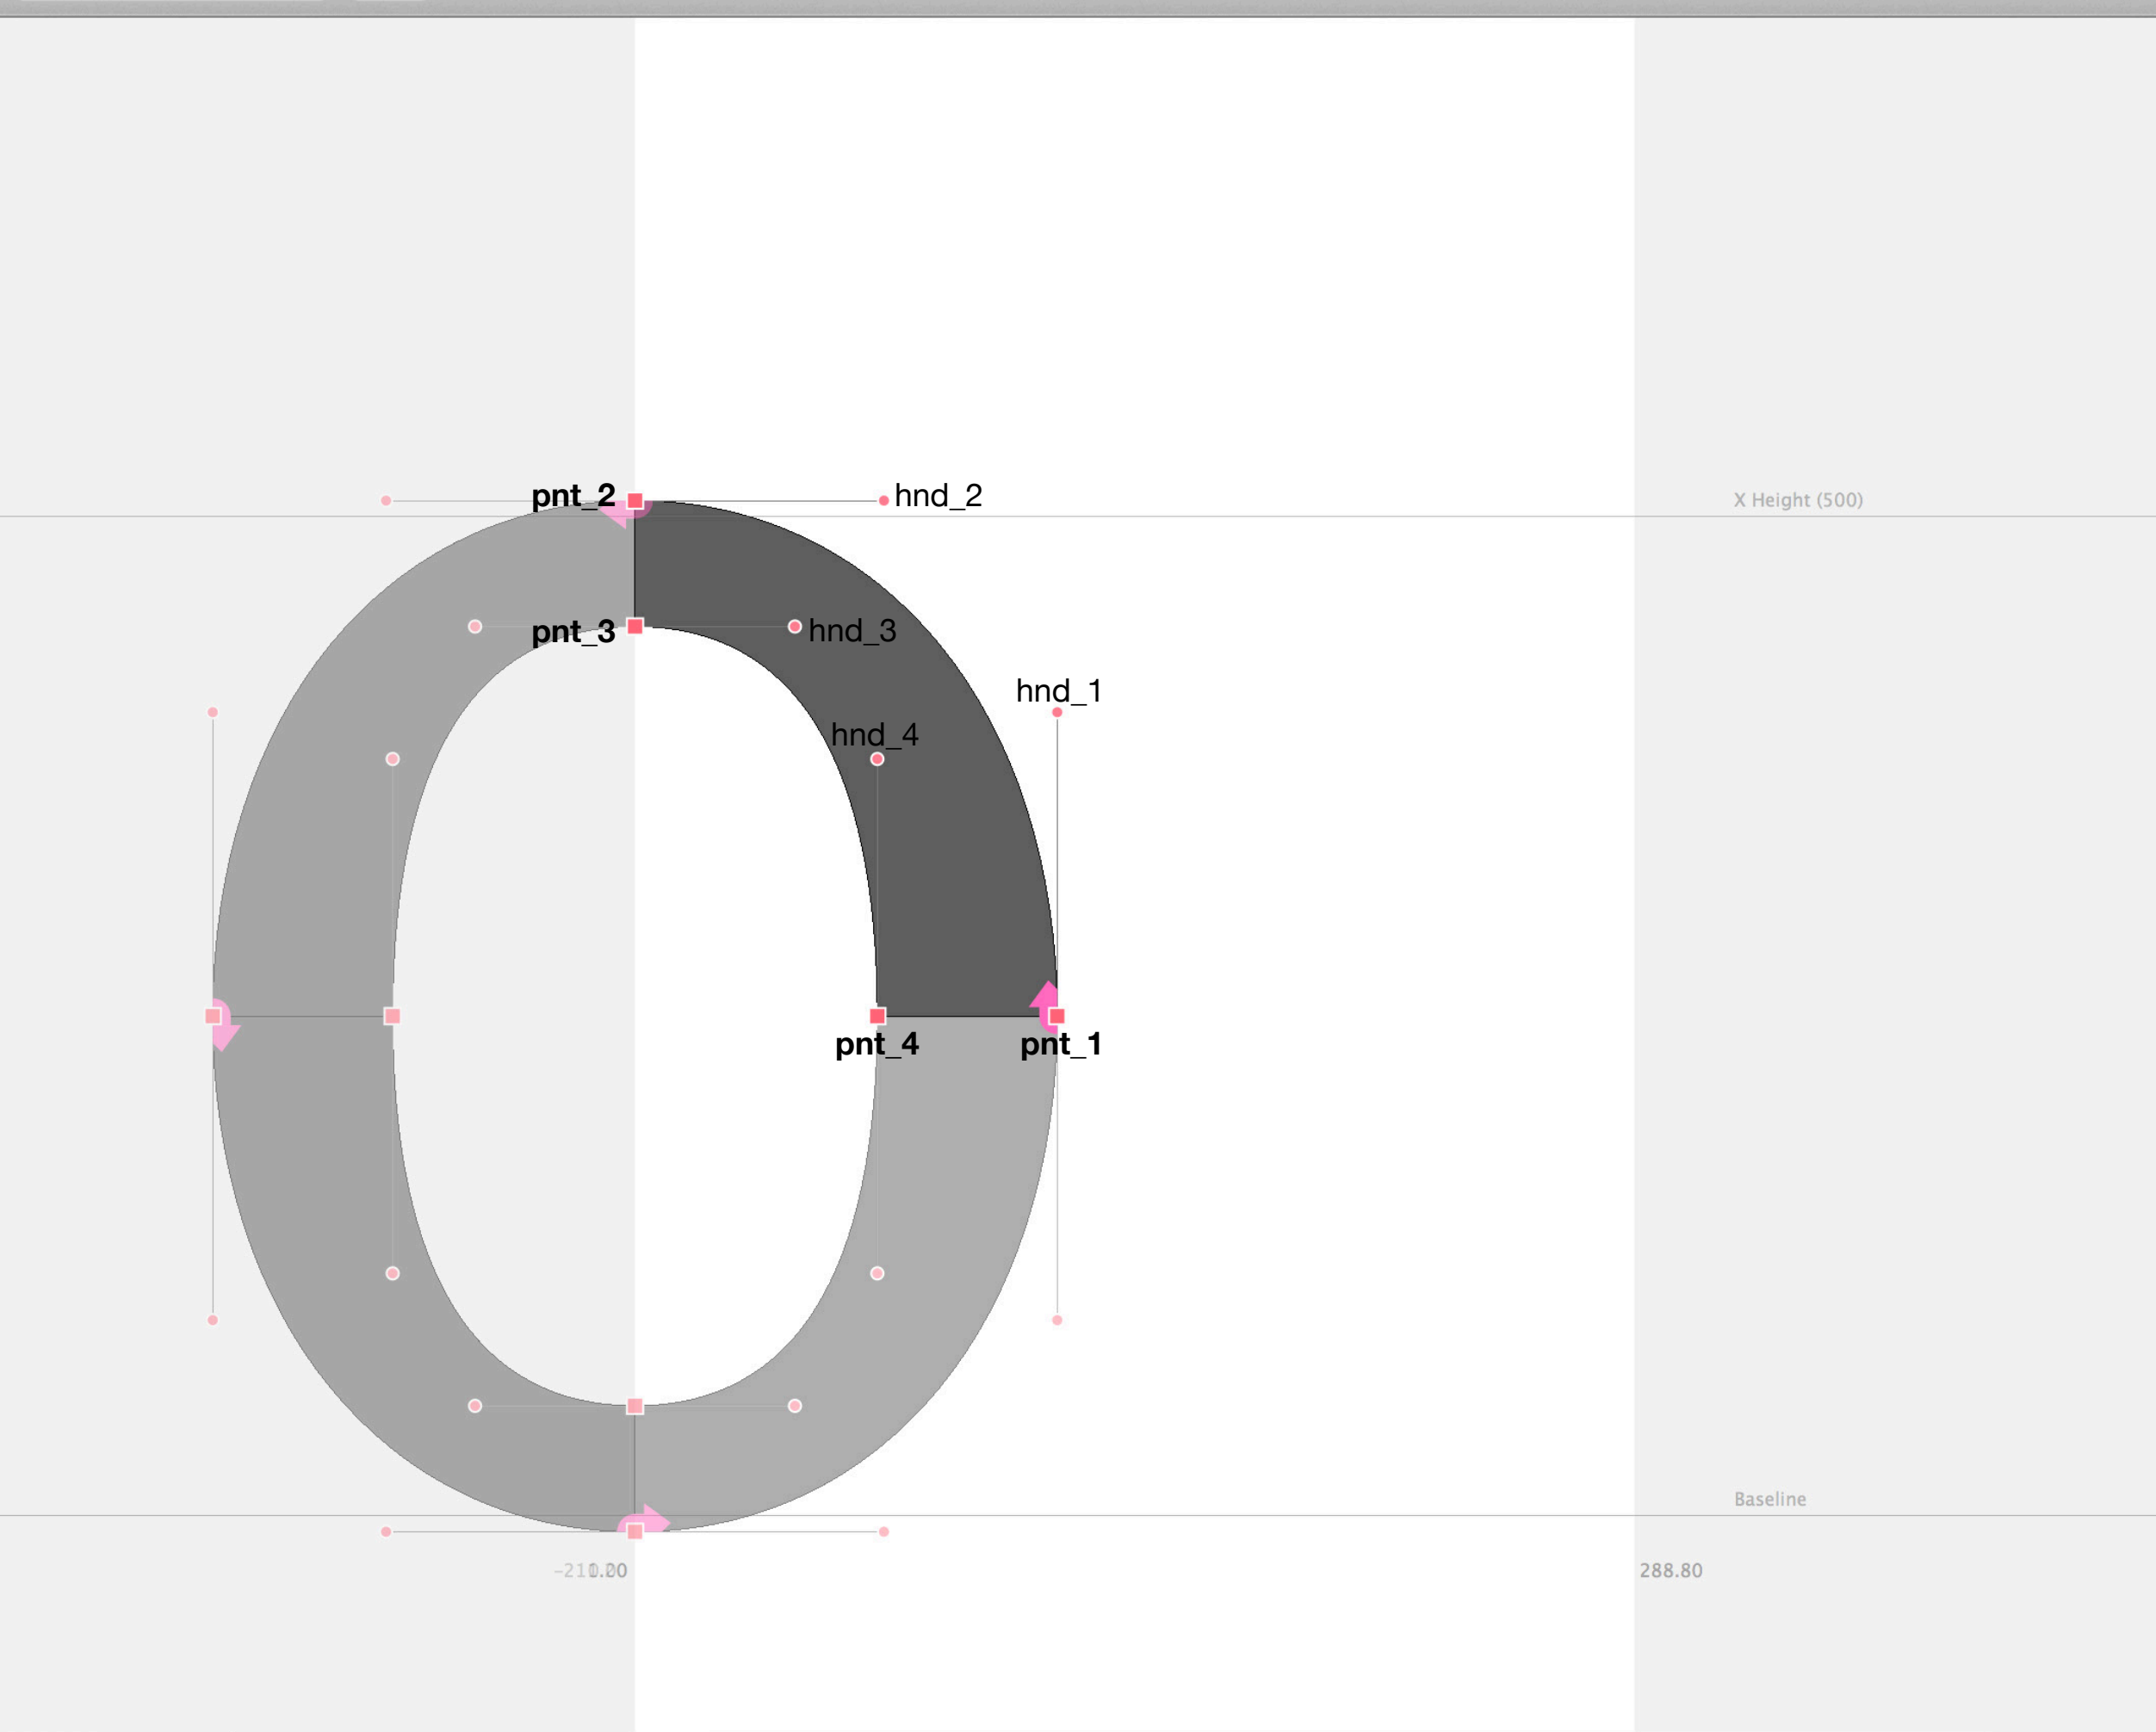 pnt_2
hnd_2
X Height (500)
pnt_3
hnd_3
hnd_1
hnd_4
pnt_4
pnt_1
Baseline
288.80